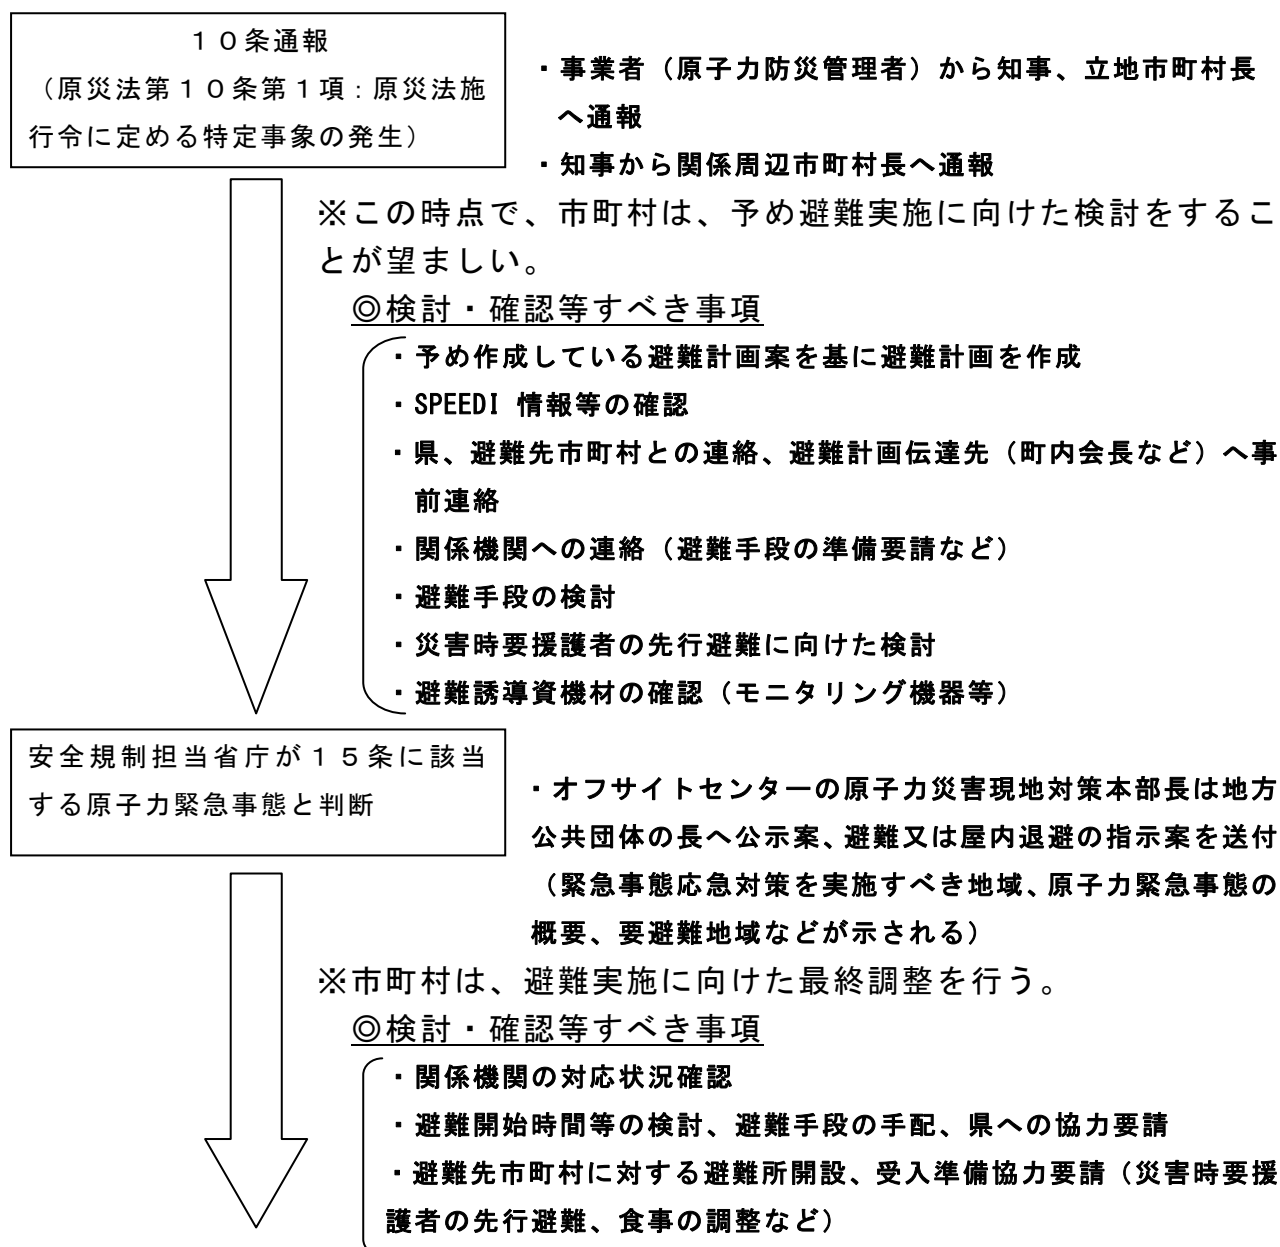 １０条通報
（原災法第１０条第１項：原災法施
行令に定める特定事象の発生）
・事業者（原子力防災管理者）から知事、立地市町村長
へ通報
・知事から関係周辺市町村長へ通報
※この時点で、市町村は、予め避難実施に向けた検討をするこ
とが望ましい。
◎検討・確認等すべき事項
・予め作成している避難計画案を基に避難計画を作成
・SPEEDI 情報等の確認
・県、避難先市町村との連絡、避難計画伝達先（町内会長など）へ事
前連絡
・関係機関への連絡（避難手段の準備要請など）
・避難手段の検討
・災害時要援護者の先行避難に向けた検討
・避難誘導資機材の確認（モニタリング機器等）
安全規制担当省庁が１５条に該当
する原子力緊急事態と判断
・オフサイトセンターの原子力災害現地対策本部長は地方
公共団体の長へ公示案、避難又は屋内退避の指示案を送付
（緊急事態応急対策を実施すべき地域、原子力緊急事態の
概要、要避難地域などが示される）
※市町村は、避難実施に向けた最終調整を行う。
◎検討・確認等すべき事項
・関係機関の対応状況確認
・避難開始時間等の検討、避難手段の手配、県への協力要請
・避難先市町村に対する避難所開設、受入準備協力要請（災害時要援
護者の先行避難、食事の調整など）